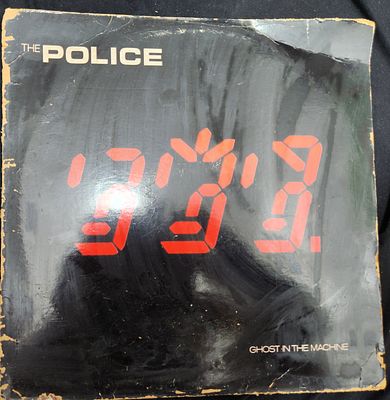 THE POLICE
GHOST IN THE MACHINE